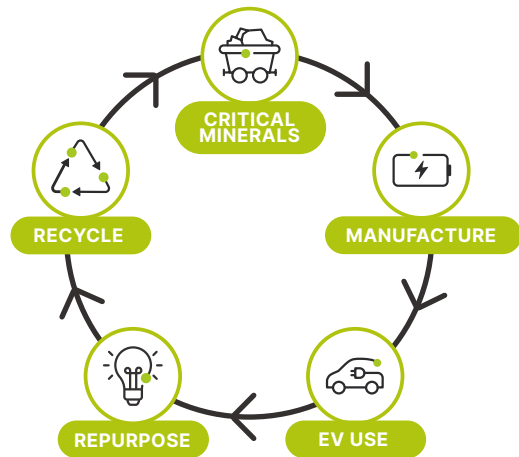 CRITICAL
MINERALS
MANUFACTURE
EV USE
REPURPOSE
RECYCLE